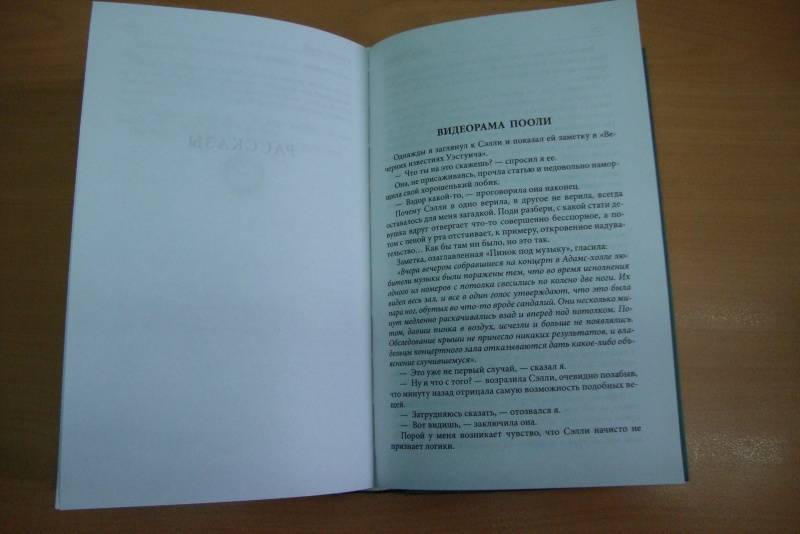 ВИДЕОРАМА ПООЛИ
Однажды я заглянул к Сэлли и показал ей заметку в «Ве-
черних известиях Уэстуича».
— Что ты на это скажешь? — спросил я ее.
Она, не присаживаясь, прочла статью и недовольно намор-
щила свой хорошенький лобик.
— Вздор какой-то, — проговорила она наконец.
Почему Сэлли в одно верила, в другое не верила, всегда
оставалось для меня загадкой. Поди разбери, с какой стати де-
вушка вдруг отвергает что-то совершенно бесспорное, а по-
том с пеной у рта отстаивает, к примеру, откровенное надува-
тельство... Как бы там ни было, но это так.
Заметка, озаглавленная «Пинок под музыку», гласила:
«Вчера вечером собравшиеся на концерт в Адамс-холле лю-
бители музыки были поражены тем, что во время исполнения
одного из номеров с потолка свесились по колено две ноги. Их
видел весь зал, и все в один голос утверждают, что это была
пара ног, обутых во что-то вроде сандалий. Они несколько ми-
нут медленно раскачивались взад и вперед под потолком. По-
том, давши пинка в воздух, исчезли и больше не появлялись.
Обследование крыши не принесло никаких результатов, и вла-
дельцы концертного зала отказываются дать какое-либо объ-
яснение случившемуся».
— Это уже не первый случай, — сказал я.
— Ну и что с того? — возразила Сэлли, очевидно позабыв,
что минуту назад отрицала самую возможность подобных ве-
щей.
— Затрудняюсь сказать, — отозвался я.
— Вот видишь, — заключила она.
Порой у меня возникает чувство, что Сэлли начисто не
признает логики.